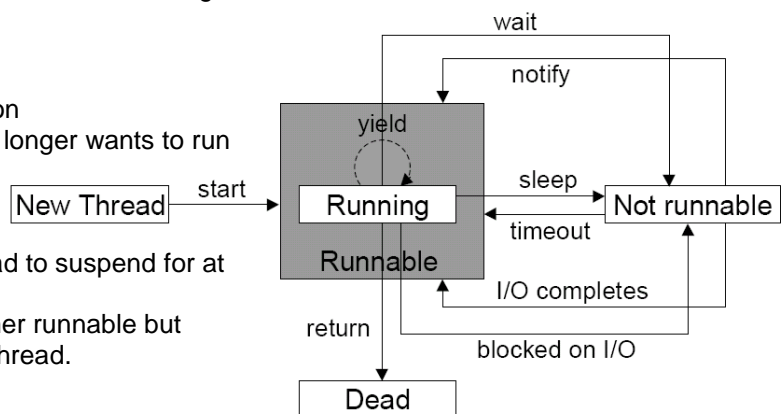 on
longer wants to run
ad to suspend for at
her runnable but
hread.
wait
notify
yield
New Thread
start
Running
sleep
Not runnable
timeout
Runnable
I/O completes
return
blocked on I/O
Dead